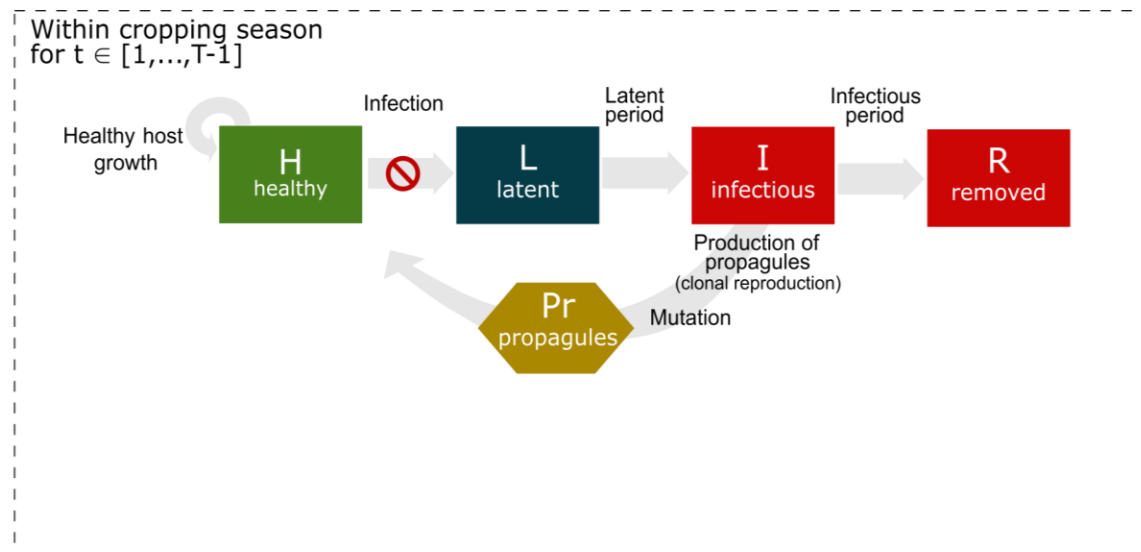 Within cropping season
for t ∈ [1,...,T-1]
Healthy host
growth
Infection
Latent
period
Infectious
period
H
healthy
L
latent
I
infectious
R
removed
Production of
propagules
(clonal reproduction)
Mutation
Pr
propagules